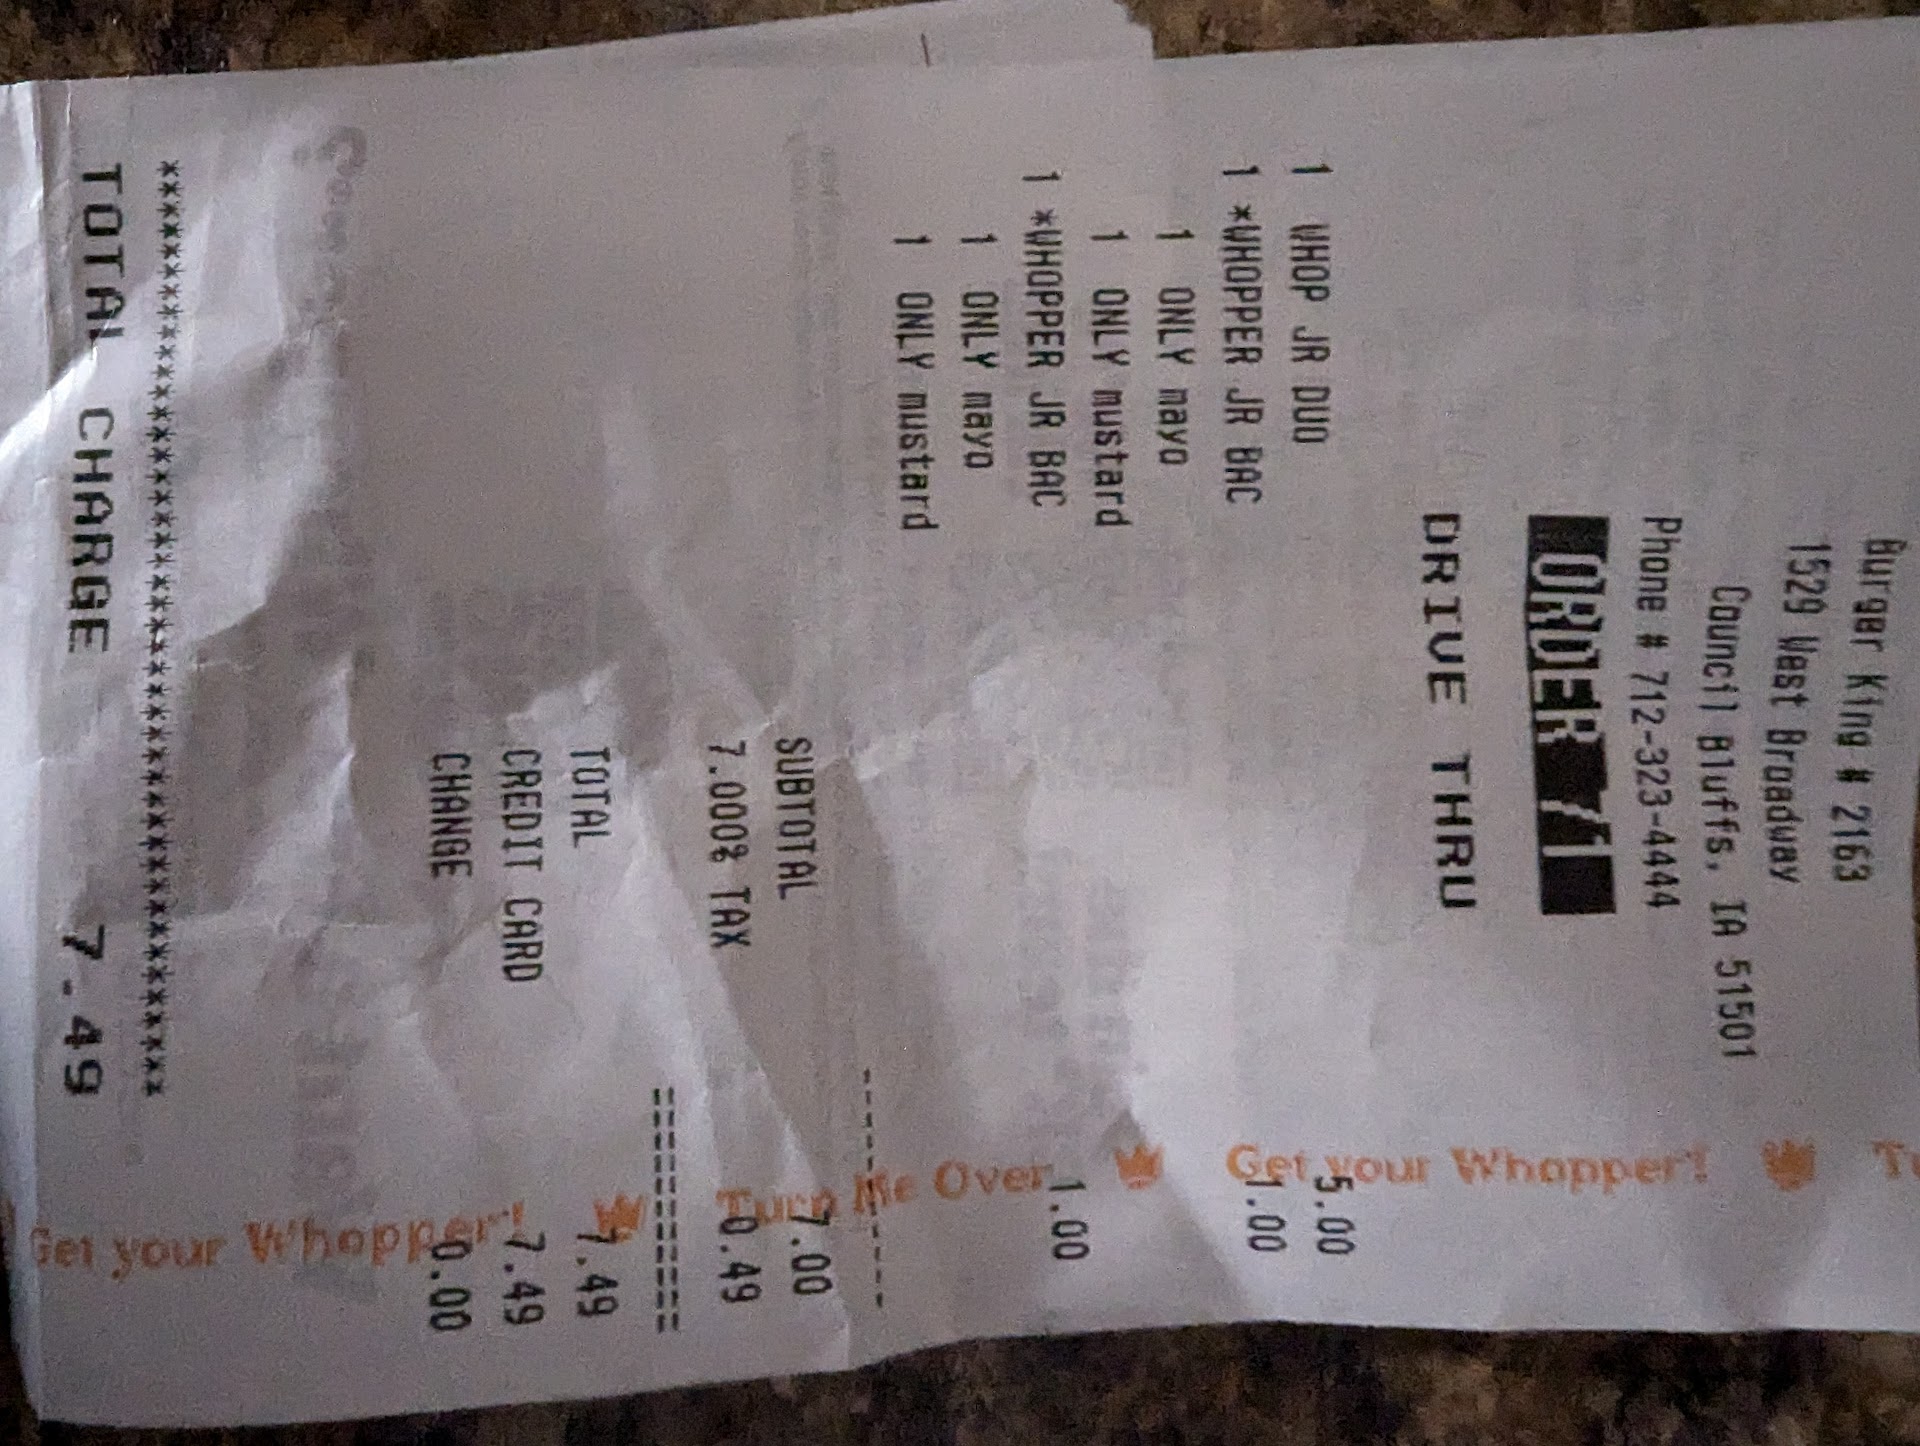 Burger King # 2163
1529 West Broadway
Council Bluffs, IA 51501
Phone # 712-323-4444
ORDER 71
DRIVE THRU
1 WHOP JR DUO 5.00
1 *WHOPPER JR BAC 1.00
1 ONLY mayo
1 ONLY mustard
1 *WHOPPER JR BAC 1.00
1 ONLY mayo
1 ONLY mustard
SUBTOTAL 7.00
7.000% TAX 0.49
TOTAL 7.49
CREDIT CARD 7.49
CHANGE 0.00
****************************************
TOTAL CHARGE 7.49
Get your Whopper!
Turn Me Over
Get your Whopper!